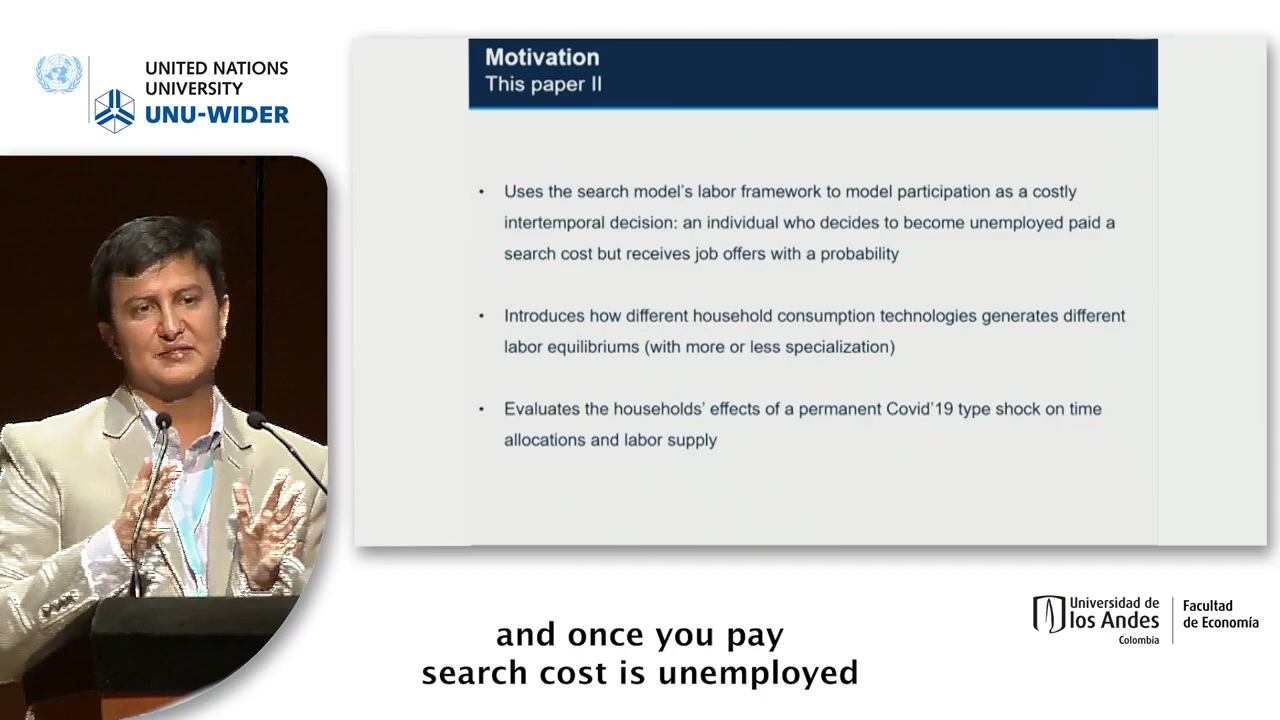 UNITED NATIONS
UNIVERSITY
UNU-WIDER
Motivation
This paper II
• Uses the search model's labor framework to model participation as a costly
intertemporal decision: an individual who decides to become unemployed paid a
search cost but receives job offers with a probability
• Introduces how different household consumption technologies generates different
labor equilibriums (with more or less specialization)
• Evaluates the households' effects of a permanent Covid'19 type shock on time
allocations and labor supply
and once you pay
search cost is unemployed
Universidad de
los Andes
Colombia
Facultad
de Economía